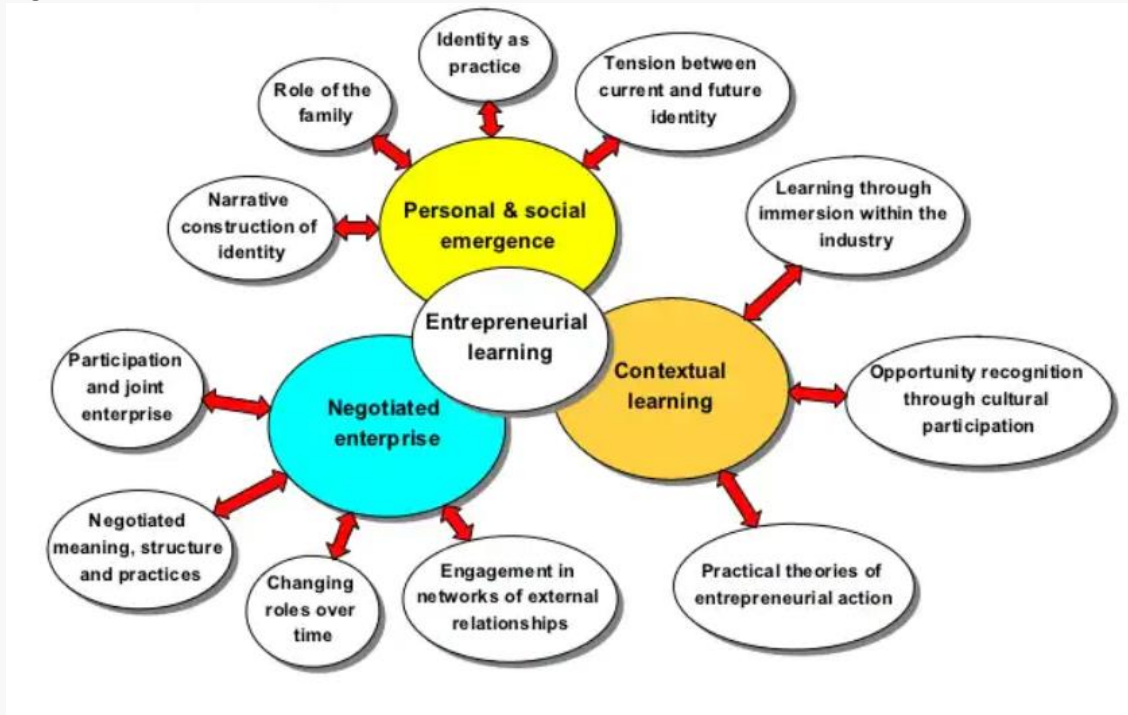 Identity as
practice
Tension between
current and future
identity
Role of the
family
Narrative
construction of
identity
Personal & social
emergence
Learning through
immersion within the
industry
Entrepreneurial
learning
Contextual
learning
Opportunity recognition
through cultural
participation
Participation
and joint
enterprise
Negotiated
enterprise
Negotiated
meaning, structure
and practices
Changing
roles over
time
Engagement in
networks of external
relationships
Practical theories of
entrepreneurial action